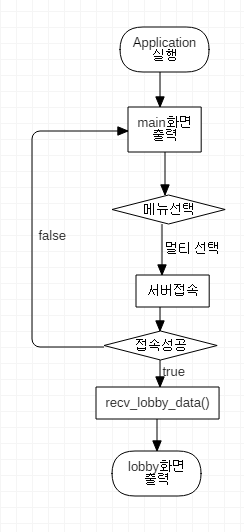 Application
실행
main화면
출력
메뉴선택
멀티 선택
서버접속
false
접속성공
true
recv_lobby_data()
lobby화면
출력